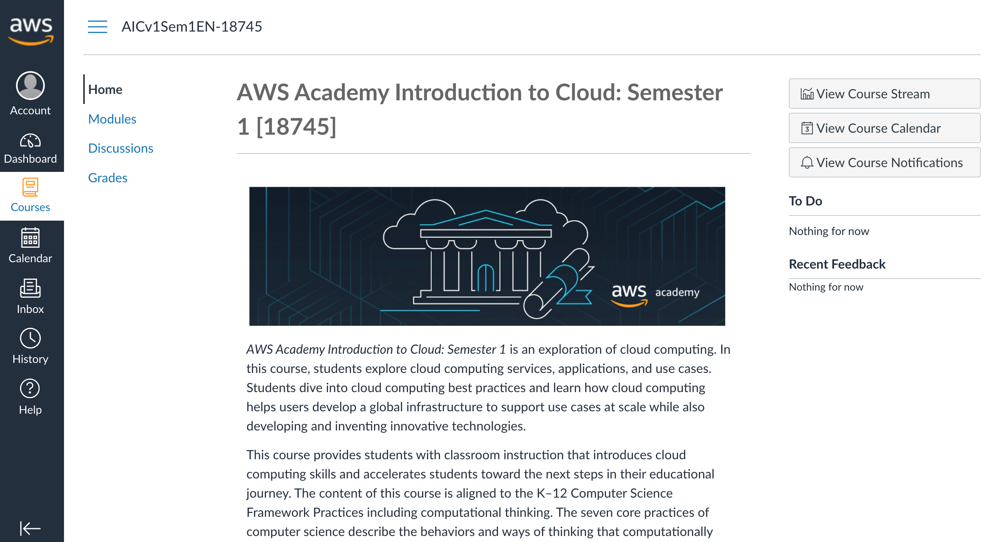 aws
Account
Dashboard
Courses
Calendar
Inbox
History
Help
AICv1Sem1EN-18745
Home
Modules
Discussions
Grades
AWS Academy Introduction to Cloud: Semester
1 [18745]
aws academy
AWS Academy Introduction to Cloud: Semester 1 is an exploration of cloud computing. In
this course, students explore cloud computing services, applications, and use cases.
Students dive into cloud computing best practices and learn how cloud computing
helps users develop a global infrastructure to support use cases at scale while also
developing and inventing innovative technologies.
This course provides students with classroom instruction that introduces cloud
computing skills and accelerates students toward the next steps in their educational
journey. The content of this course is aligned to the K–12 Computer Science
Framework Practices including computational thinking. The seven core practices of
computer science describe the behaviors and ways of thinking that computationally
View Course Stream
3 View Course Calendar
View Course Notifications
To Do
Nothing for now
Recent Feedback
Nothing for now